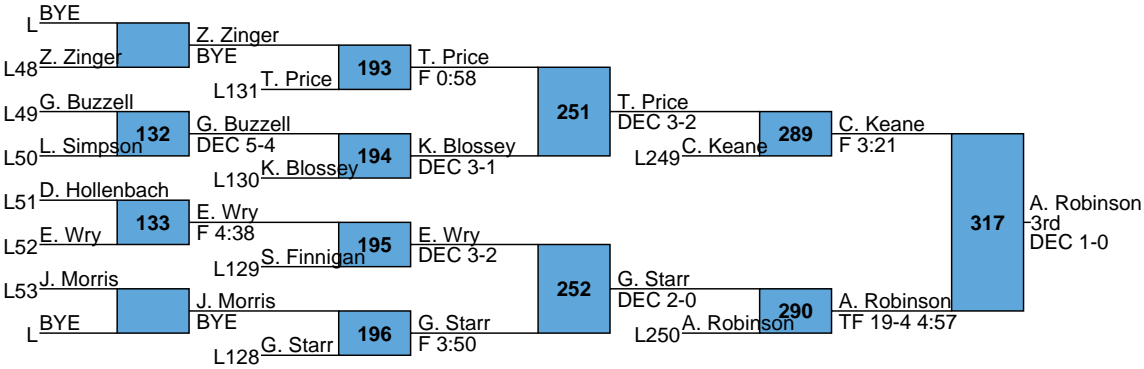 L BYE
Z. Zinger
L48 Z. Zinger
BYE
193
T. Price
L131 T. Price
F 0:58
L49 G. Buzzell
251
T. Price
132
G. Buzzell
DEC 3-2
289
C. Keane
L50 L. Simpson
DEC 5-4
194
K. Blossey
L249 C. Keane
F 3:21
L130 K. Blossey
DEC 3-1
L51 D. Hollenbach
133
E. Wry
317
A. Robinson
3rd
DEC 1-0
L52 E. Wry
F 4:38
195
E. Wry
L129 S. Finnigan
DEC 3-2
L53 J. Morris
252
G. Starr
J. Morris
DEC 2-0
290
A. Robinson
L BYE
BYE
196
G. Starr
L250 A. Robinson
TF 19-4 4:57
L128 G. Starr
F 3:50